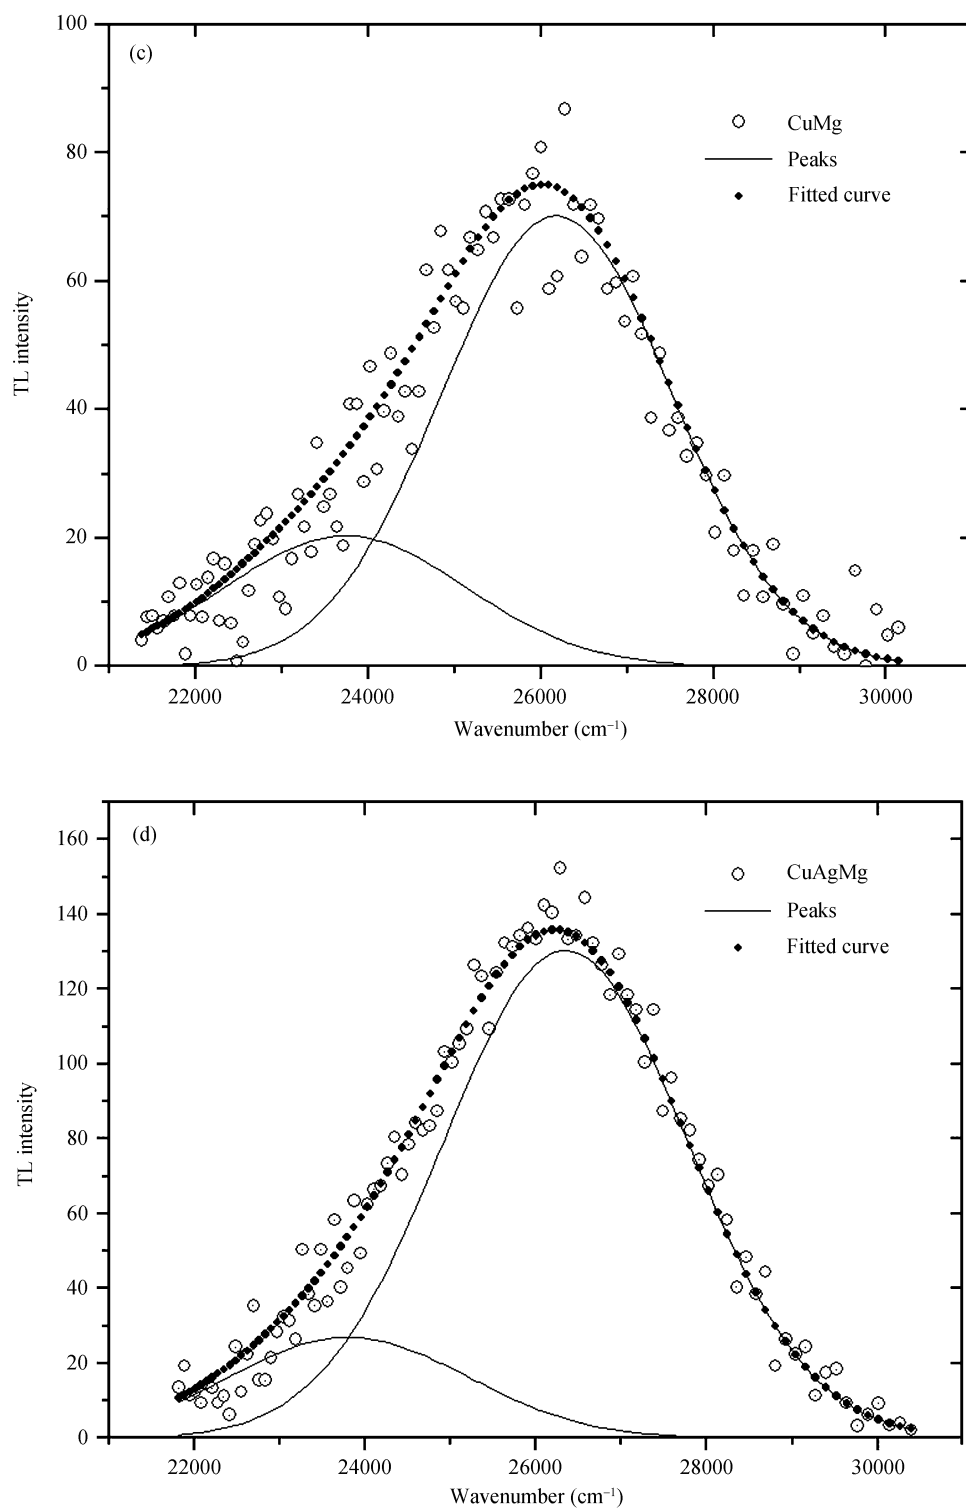 (c)
100
80
60
40
20
0
TL intensity
CuMg
Peaks
Fitted curve
22000 24000 26000 28000 30000
Wavenumber (cm⁻¹)
(d)
160
140
120
100
80
60
40
20
0
TL intensity
CuAgMg
Peaks
Fitted curve
22000 24000 26000 28000 30000
Wavenumber (cm⁻¹)